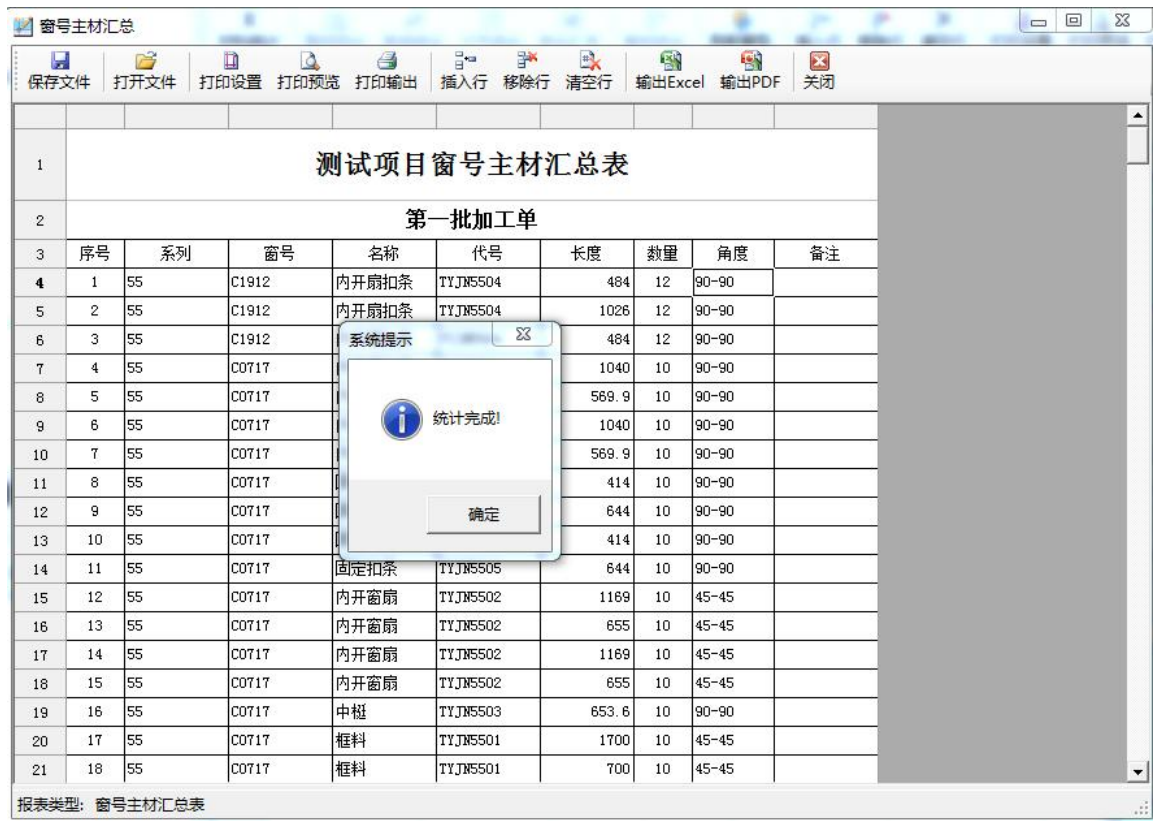 窗号主材汇总
保存文件 打开文件 打印设置 打印预览 打印输出 插入行 移除行 清空行 输出Excel 输出PDF 关闭
1 测试项目窗号主材汇总表
2 第一批加工单
3 序号 系列 窗号 名称 代号 长度 数量 角度 备注
4 1 55 C1912 内开扇扣条 TYJN5504 484 12 90-90
5 2 55 C1912 内开扇扣条 TYJN5504 1026 12 90-90
6 3 55 C1912 484 12 90-90
7 4 55 C0717 1040 10 90-90
8 5 55 C0717 569.9 10 90-90
9 6 55 C0717 1040 10 90-90
10 7 55 C0717 569.9 10 90-90
11 8 55 C0717 414 10 90-90
12 9 55 C0717 644 10 90-90
13 10 55 C0717 414 10 90-90
14 11 55 C0717 固定扣条 TYJN5505 644 10 90-90
15 12 55 C0717 内开窗扇 TYJN5502 1169 10 45-45
16 13 55 C0717 内开窗扇 TYJN5502 655 10 45-45
17 14 55 C0717 内开窗扇 TYJN5502 1169 10 45-45
18 15 55 C0717 内开窗扇 TYJN5502 655 10 45-45
19 16 55 C0717 中梃 TYJN5503 653.6 10 90-90
20 17 55 C0717 框料 TYJN5501 1700 10 45-45
21 18 55 C0717 框料 TYJN5501 700 10 45-45
系统提示
统计完成!
确定
报表类型: 窗号主材汇总表